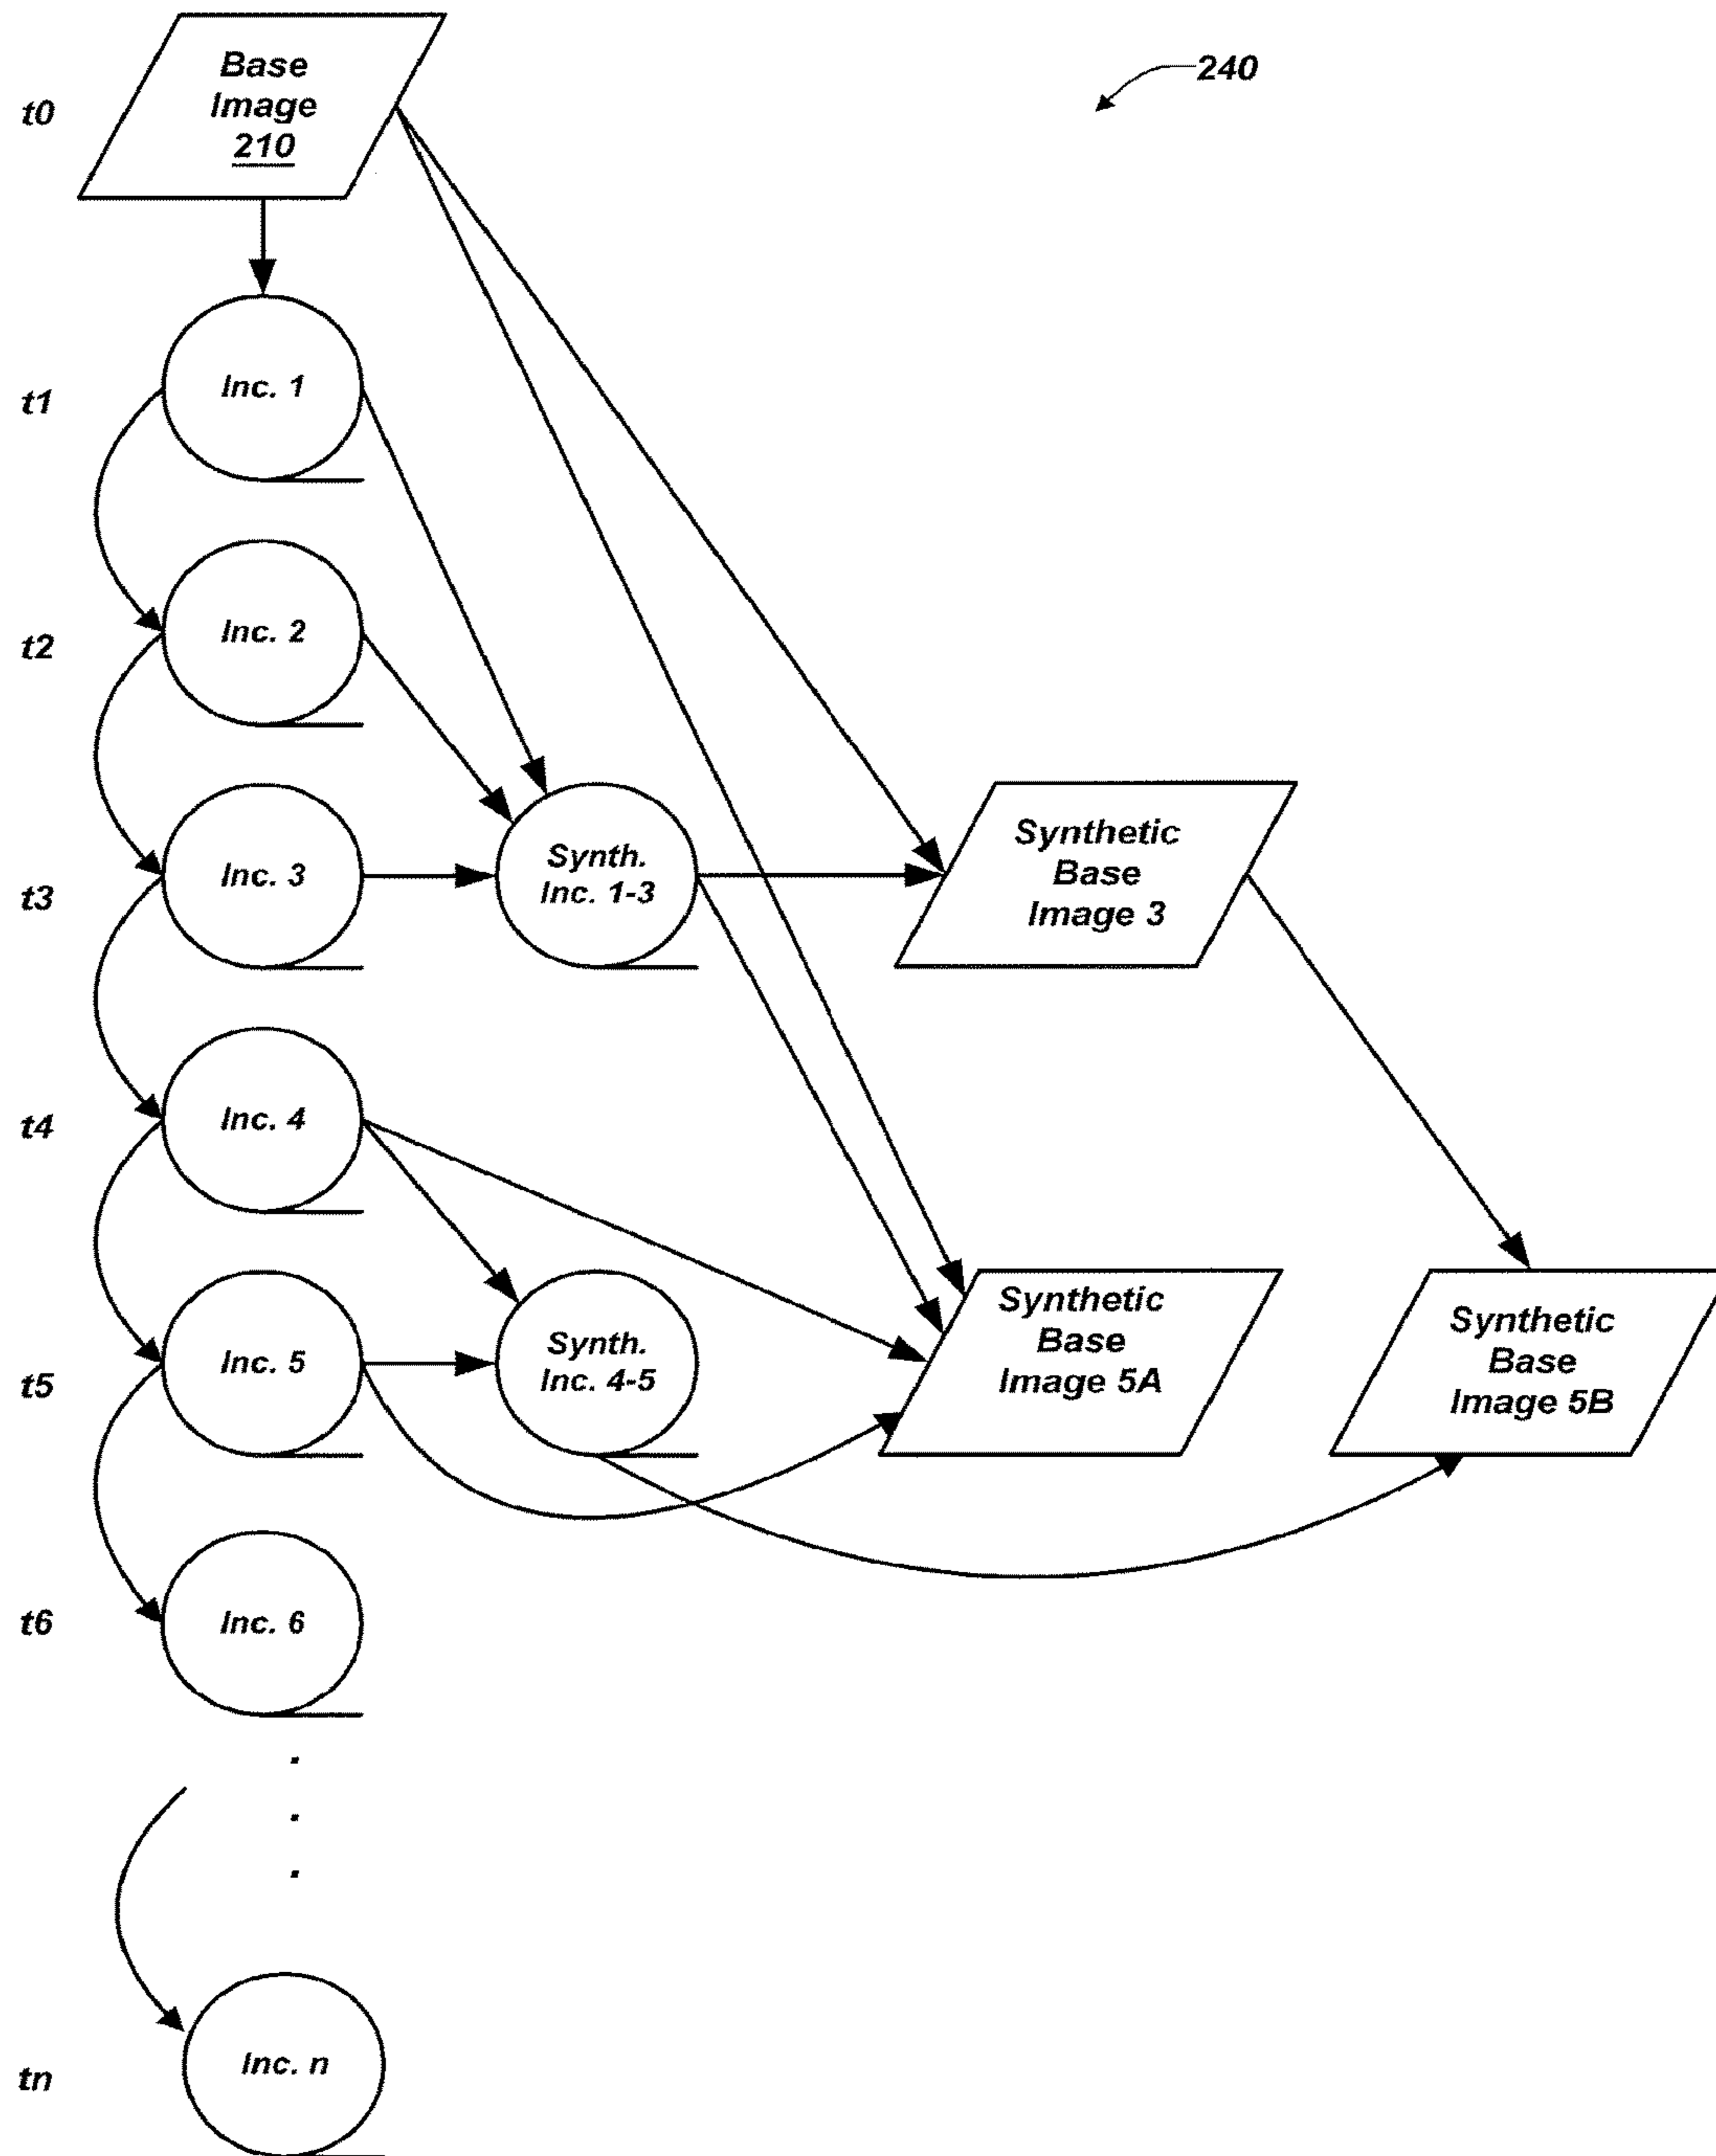 240
t0
Base
Image
210
t1
Inc. 1
t2
Inc. 2
t3
Inc. 3
Synth.
Inc. 1-3
Synthetic
Base
Image 3
t4
Inc. 4
t5
Inc. 5
Synth.
Inc. 4-5
Synthetic
Base
Image 5A
Synthetic
Base
Image 5B
t6
Inc. 6
.
.
.
tn
Inc. n